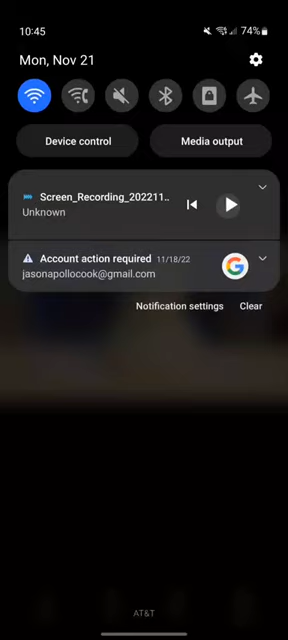 10:45
74%
Mon, Nov 21
Device control
Media output
Screen_Recording_202211..
Unknown
Account action required 11/18/22
jasonapollocook@gmail.com
Notification settings
Clear
AT&T